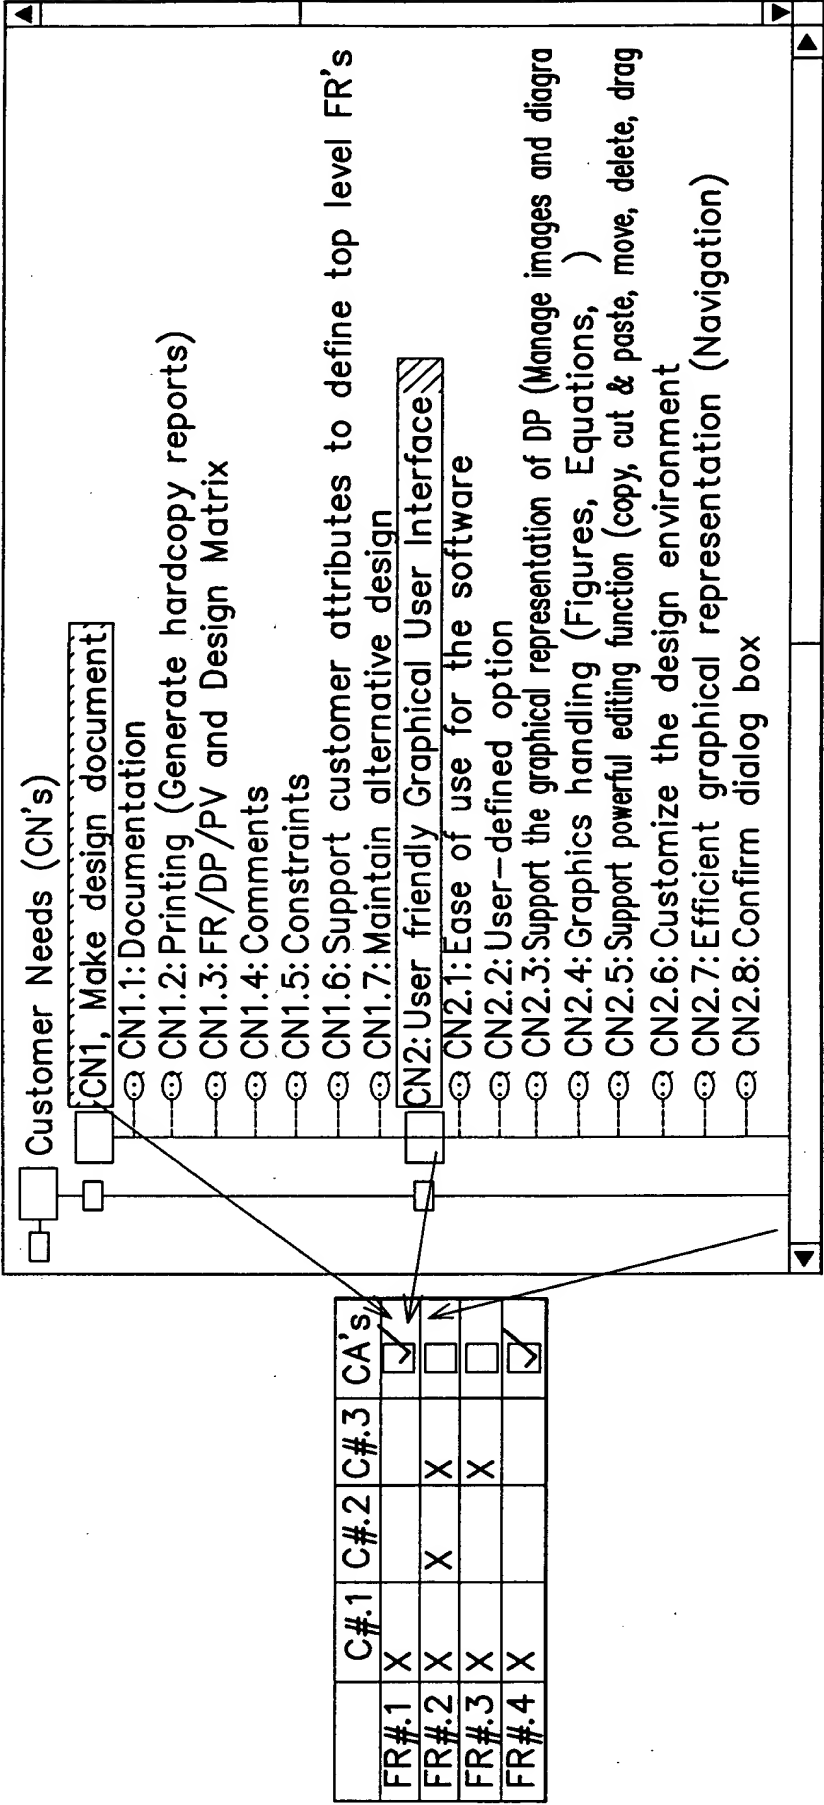 C#.1 C#.2 C#.3 CA's
FR#.1 X
FR#.2 X X X
FR#.3 X X
FR#.4 X
Customer Needs (CN's)
CN1, Make design document
CN1.1: Documentation
CN1.2: Printing (Generate hardcopy reports)
CN1.3: FR/DP/PV and Design Matrix
CN1.4: Comments
CN1.5: Constraints
CN1.6: Support customer attributes to define top level FR's
CN1.7: Maintain alternative design
CN2: User friendly Graphical User Interface
CN2.1: Ease of use for the software
CN2.2: User-defined option
CN2.3: Support the graphical representation of DP (Manage images and diagra
CN2.4: Graphics handling (Figures, Equations, )
CN2.5: Support powerful editing function (copy, cut & paste, move, delete, drag
CN2.6: Customize the design environment
CN2.7: Efficient graphical representation (Navigation)
CN2.8: Confirm dialog box